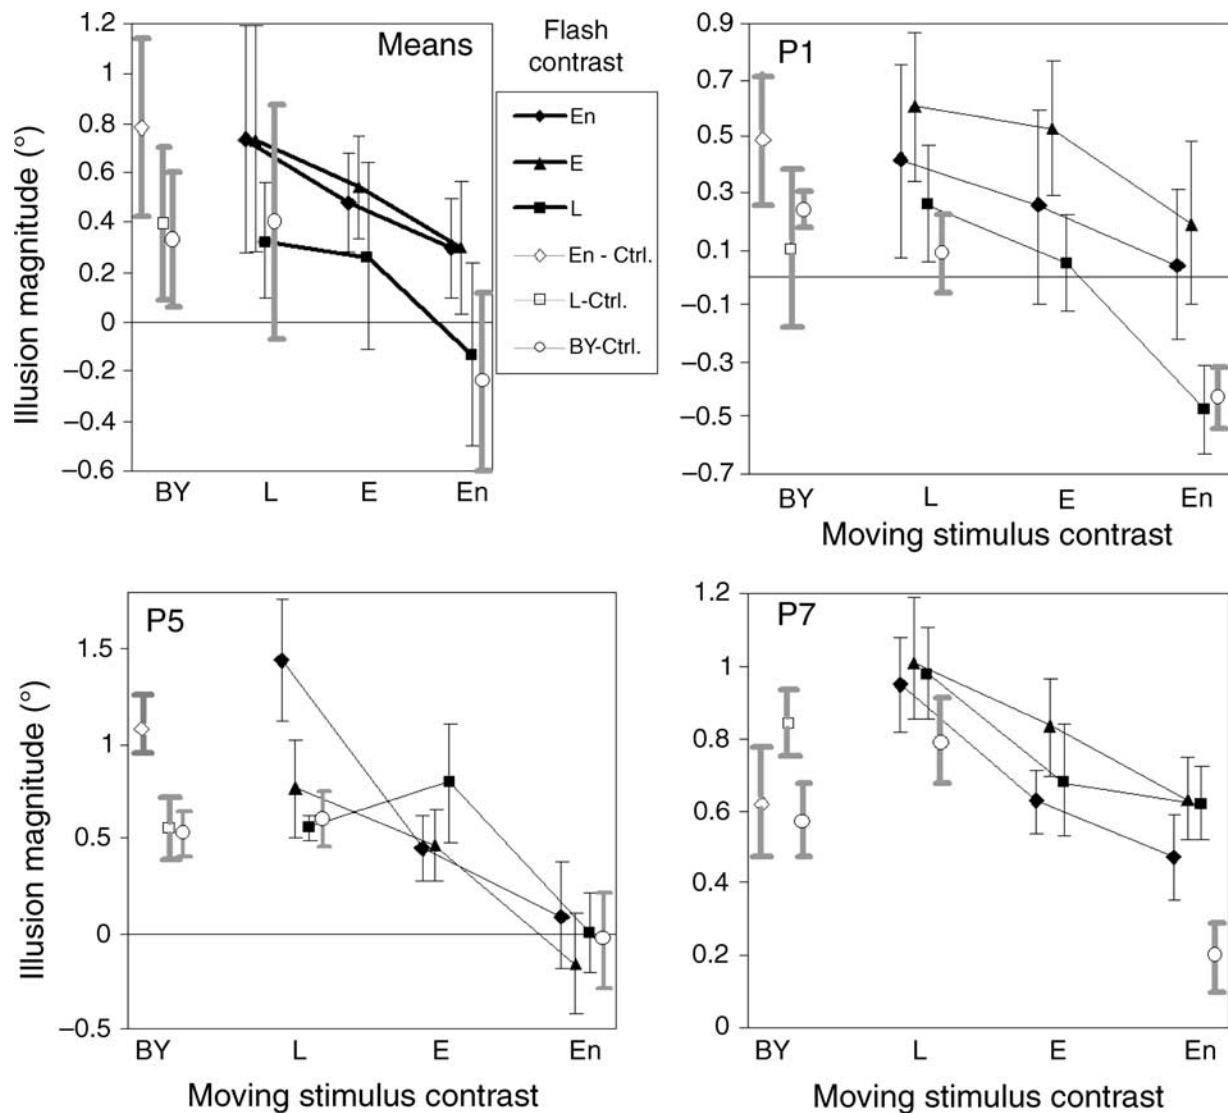 Means
Illusion magnitude (°)
1.2
1
0.8
0.6
0.4
0.2
0
−0.2
−0.4
−0.6
BY L E En
Flash
contrast
En
E
L
En - Ctrl.
L-Ctrl.
BY-Ctrl.
P1
0.9
0.7
0.5
0.3
0.1
−0.1
−0.3
−0.5
−0.7
BY L E En
Moving stimulus contrast
P5
Illusion magnitude (°)
1.5
1
0.5
0
−0.5
BY L E En
Moving stimulus contrast
P7
1.2
1
0.8
0.6
0.4
0.2
0
BY L E En
Moving stimulus contrast